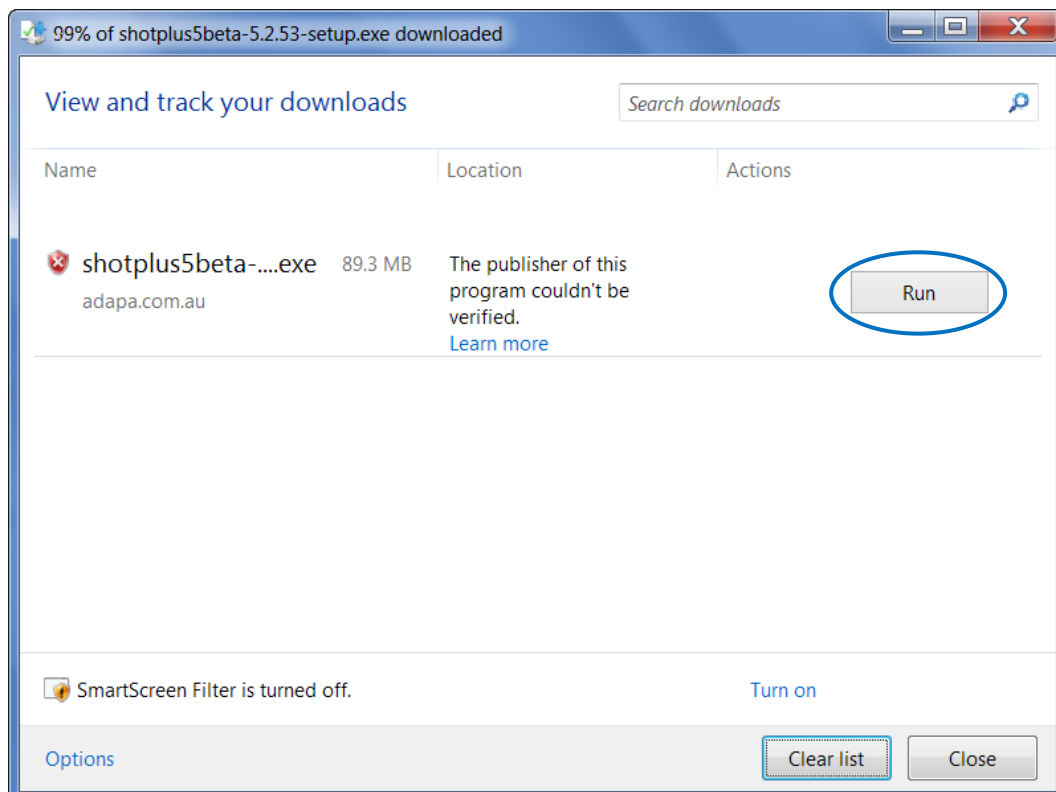 99% of shotplus5beta-5.2.53-setup.exe downloaded
View and track your downloads
Search downloads
Name
Location
Actions
shotplus5beta-....exe 89.3 MB
adapa.com.au
The publisher of this
program couldn't be
verified.
Learn more
Run
SmartScreen Filter is turned off.
Turn on
Options
Clear list
Close